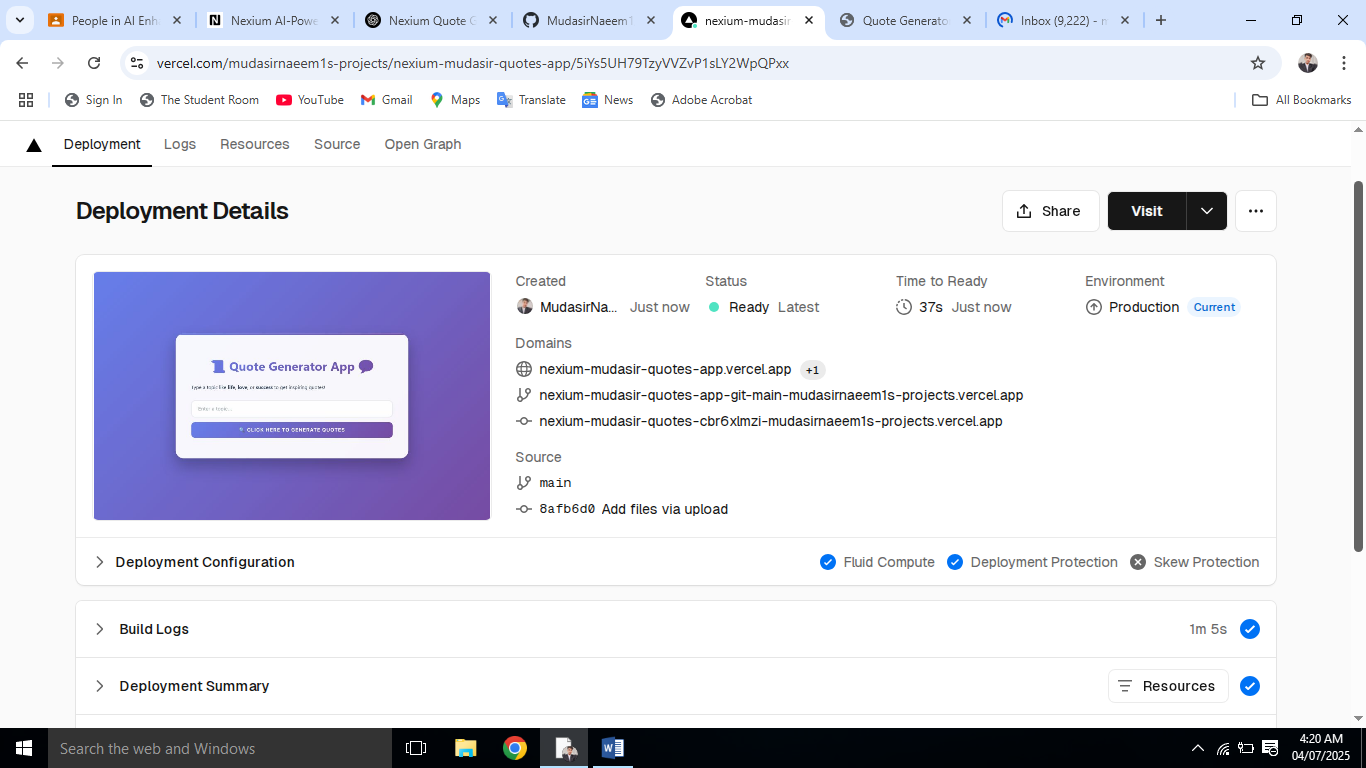 People in AI Enh
Nexium AI-Powe
Nexium Quote G
MudasirNaeem1
nexium-mudasir
Quote Generato
Inbox (9,222) - m
vercel.com/mudasirnaeem1s-projects/nexium-mudasir-quotes-app/5iYs5UH79TzyVVZvP1sLY2WpQPxx
Sign In The Student Room YouTube Gmail Maps Translate News Adobe Acrobat All Bookmarks
Deployment Logs Resources Source Open Graph
Deployment Details
Share Visit
Quote Generator App
Type a topic like life, love, or success to get inspiring quotes!
Enter a topic...
CLICK HERE TO GENERATE QUOTES
Created Status Time to Ready Environment
MudasirNa... Just now Ready Latest 37s Just now Production Current
Domains
nexium-mudasir-quotes-app.vercel.app +1
nexium-mudasir-quotes-app-git-main-mudasirnaeem1s-projects.vercel.app
nexium-mudasir-quotes-cbr6xlmzi-mudasirnaeem1s-projects.vercel.app
Source
main
8afb6d0 Add files via upload
Deployment Configuration Fluid Compute Deployment Protection Skew Protection
Build Logs 1m 5s
Deployment Summary Resources
Search the web and Windows
4:20 AM
04/07/2025